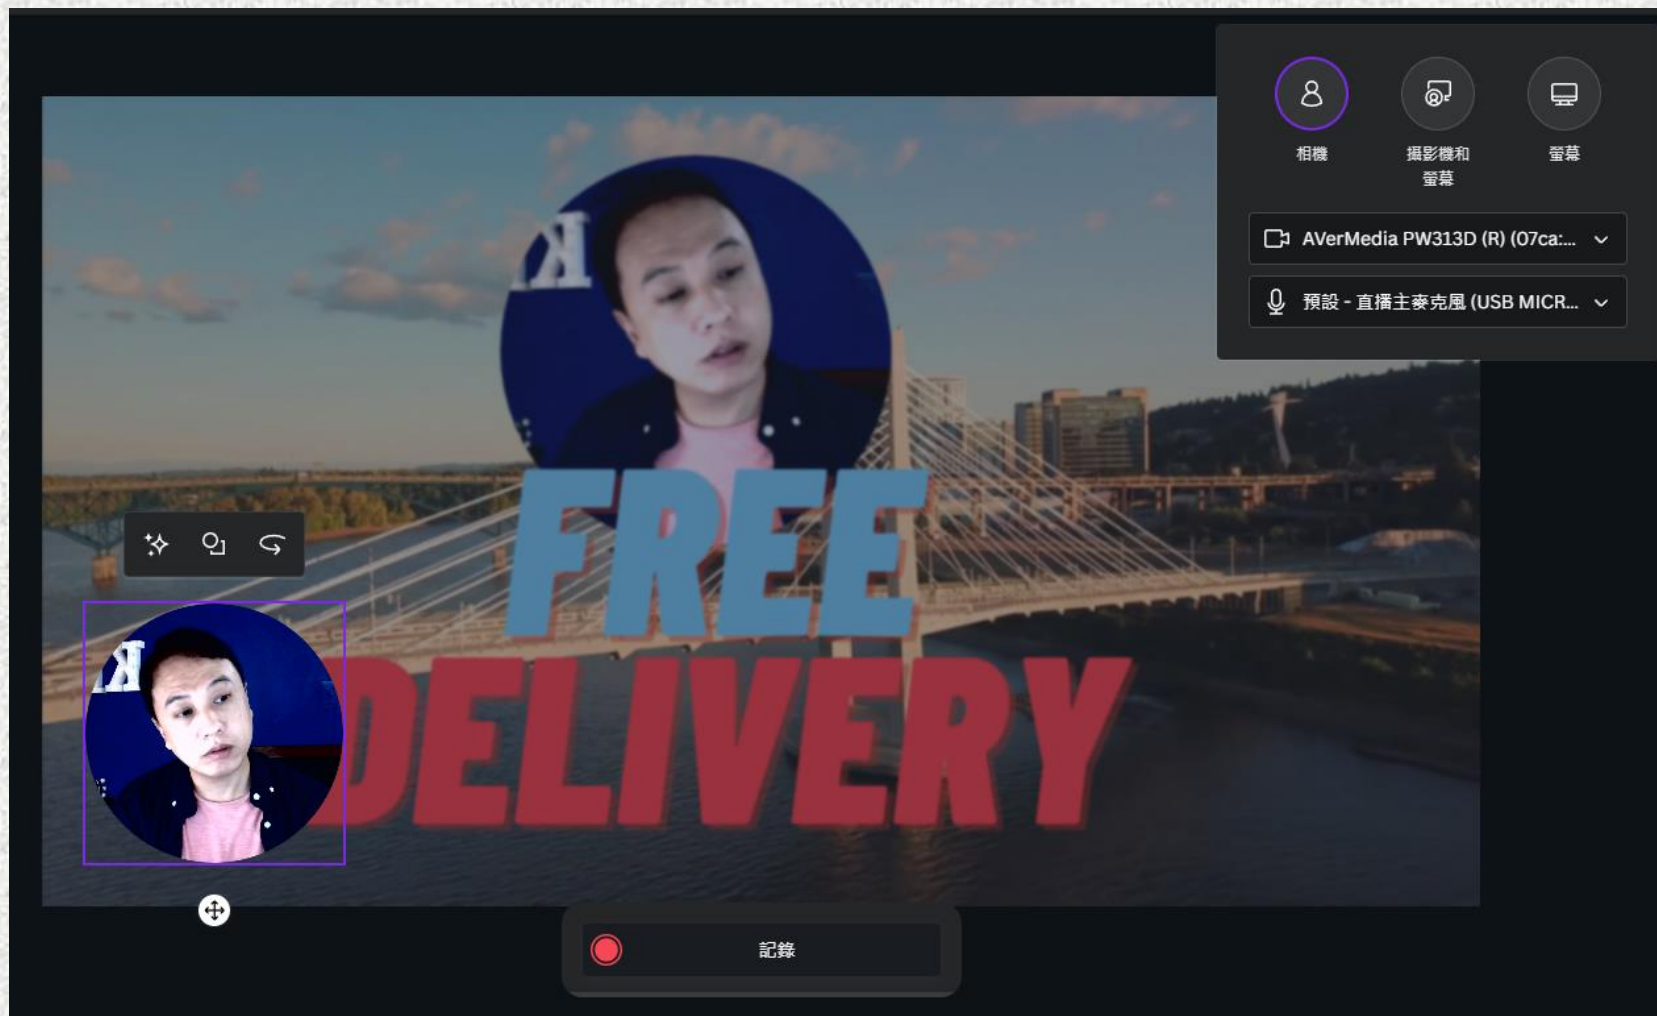 相機
攝影機和
螢幕
螢幕
AVerMedia PW313D (R) (07ca:...
預設 - 直播主麥克風 (USB MICR...
FREE
DELIVERY
記錄